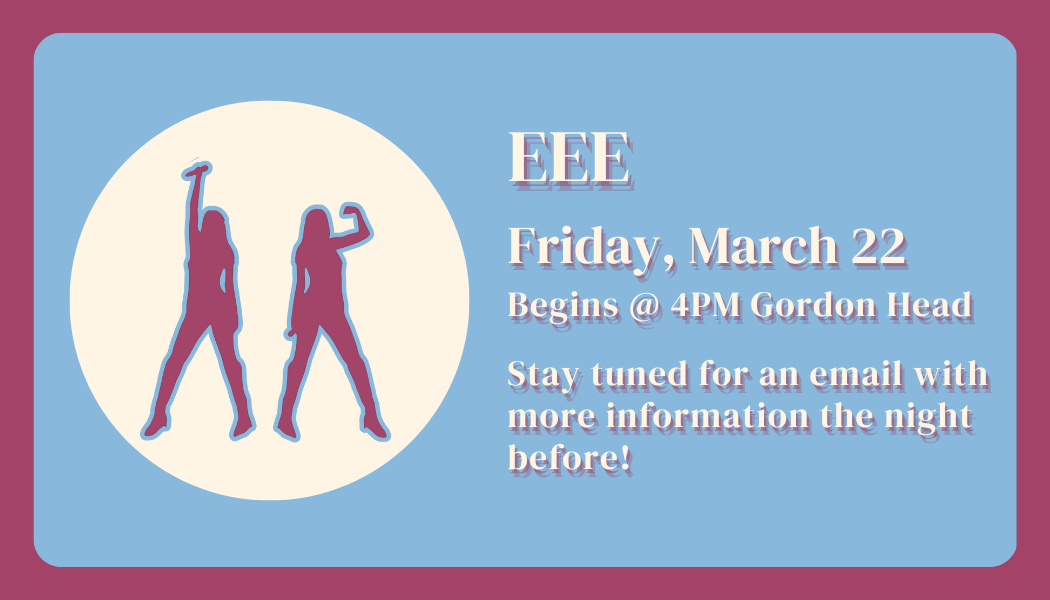 EEE
Friday, March 22
Begins @ 4PM Gordon Head
Stay tuned for an email with
more information the night
before!